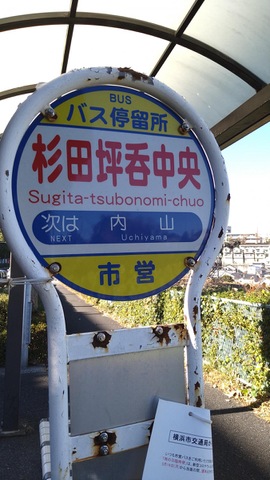 BUS
バス停留所
杉田坪呑中央
Sugita-tsubonomi-chuo
次は 内山
NEXT Uchiyama
市営
横浜市交通局